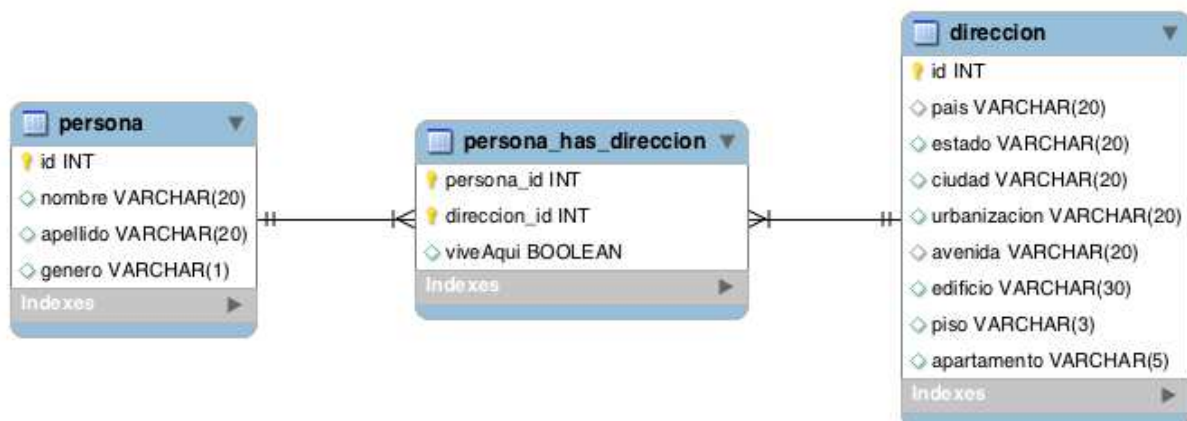 persona
id INT
nombre VARCHAR(20)
apellido VARCHAR(20)
genero VARCHAR(1)
Indexes
persona_has_direccion
persona_id INT
direccion_id INT
viveAqui BOOLEAN
Indexes
direccion
id INT
pais VARCHAR(20)
estado VARCHAR(20)
ciudad VARCHAR(20)
urbanizacion VARCHAR(20)
avenida VARCHAR(20)
edificio VARCHAR(30)
piso VARCHAR(3)
apartamento VARCHAR(5)
Indexes